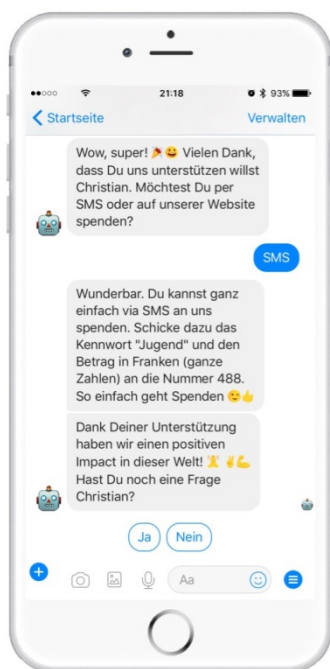 21:18
93%
Startseite
Verwalten
Wow, super! 🎉😀 Vielen Dank,
dass Du uns unterstützen willst
Christian. Möchtest Du per
SMS oder auf unserer Website
spenden?
SMS
Wunderbar. Du kannst ganz
einfach via SMS an uns
spenden. Schicke dazu das
Kennwort "Jugend" und den
Betrag in Franken (ganze
Zahlen) an die Nummer 488.
So einfach geht Spenden 😉👍
Dank Deiner Unterstützung
haben wir einen positiven
Impact in dieser Welt! ✌💪
Hast Du noch eine Frage
Christian?
Ja
Nein
Aa